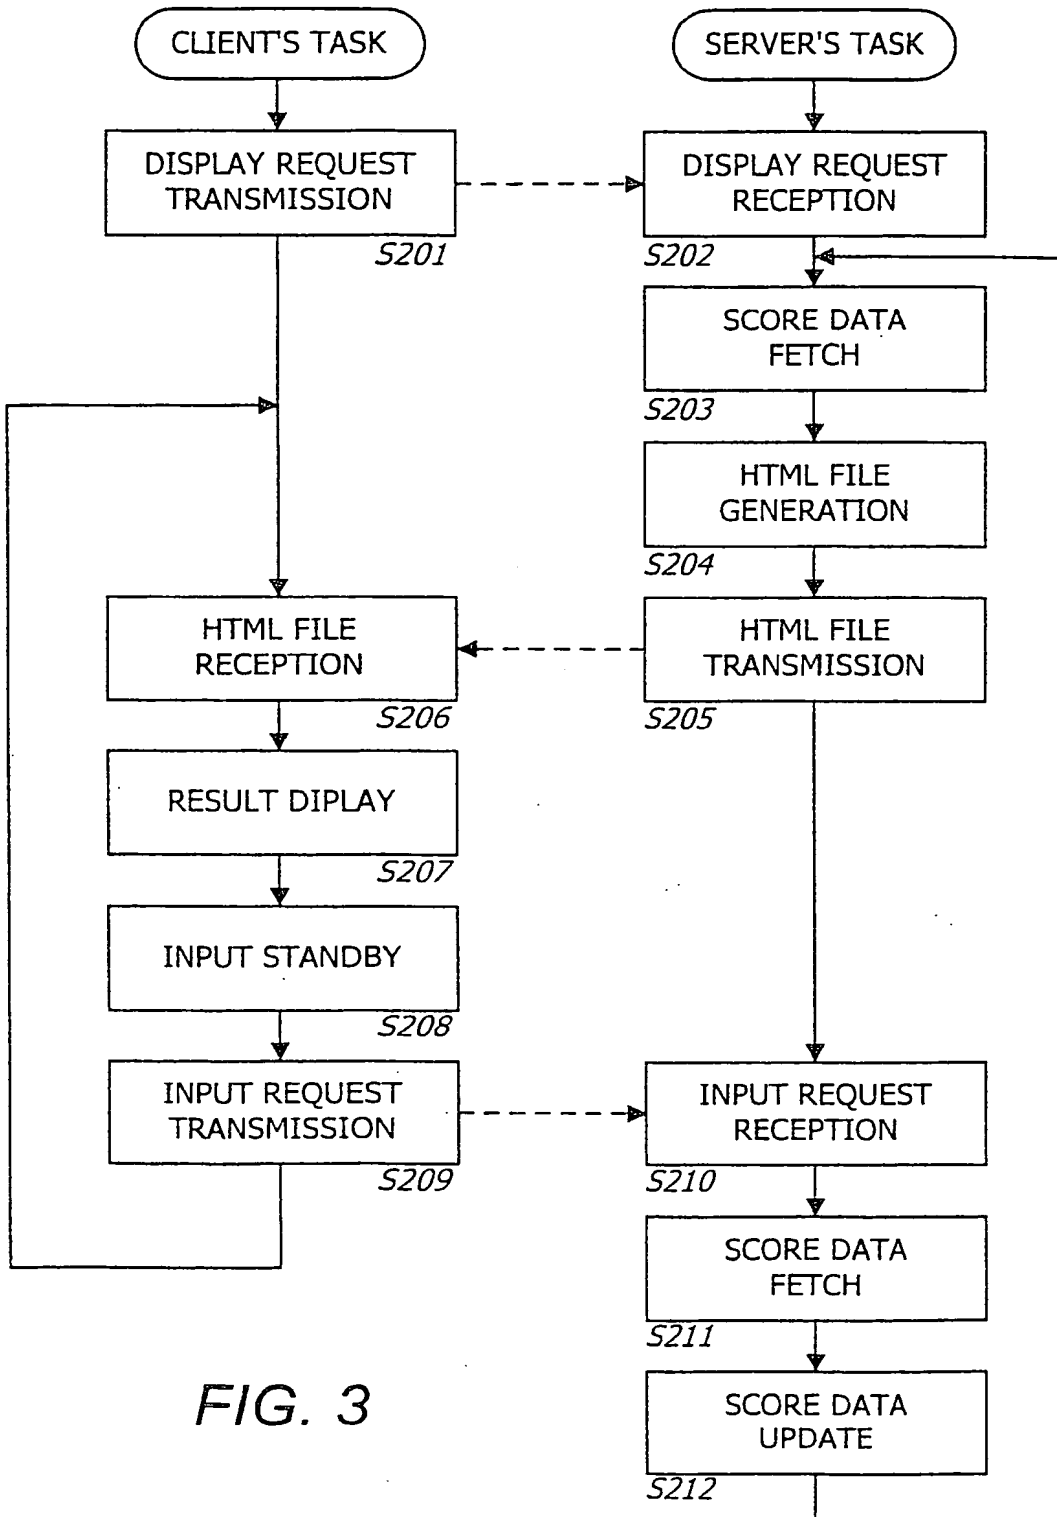 CLIENT'S TASK
SERVER'S TASK
DISPLAY REQUEST
TRANSMISSION
S201
DISPLAY REQUEST
RECEPTION
S202
SCORE DATA
FETCH
S203
HTML FILE
GENERATION
S204
HTML FILE
RECEPTION
S206
HTML FILE
TRANSMISSION
S205
RESULT DIPLAY
S207
INPUT STANDBY
S208
INPUT REQUEST
TRANSMISSION
S209
INPUT REQUEST
RECEPTION
S210
SCORE DATA
FETCH
S211
SCORE DATA
UPDATE
S212
FIG. 3